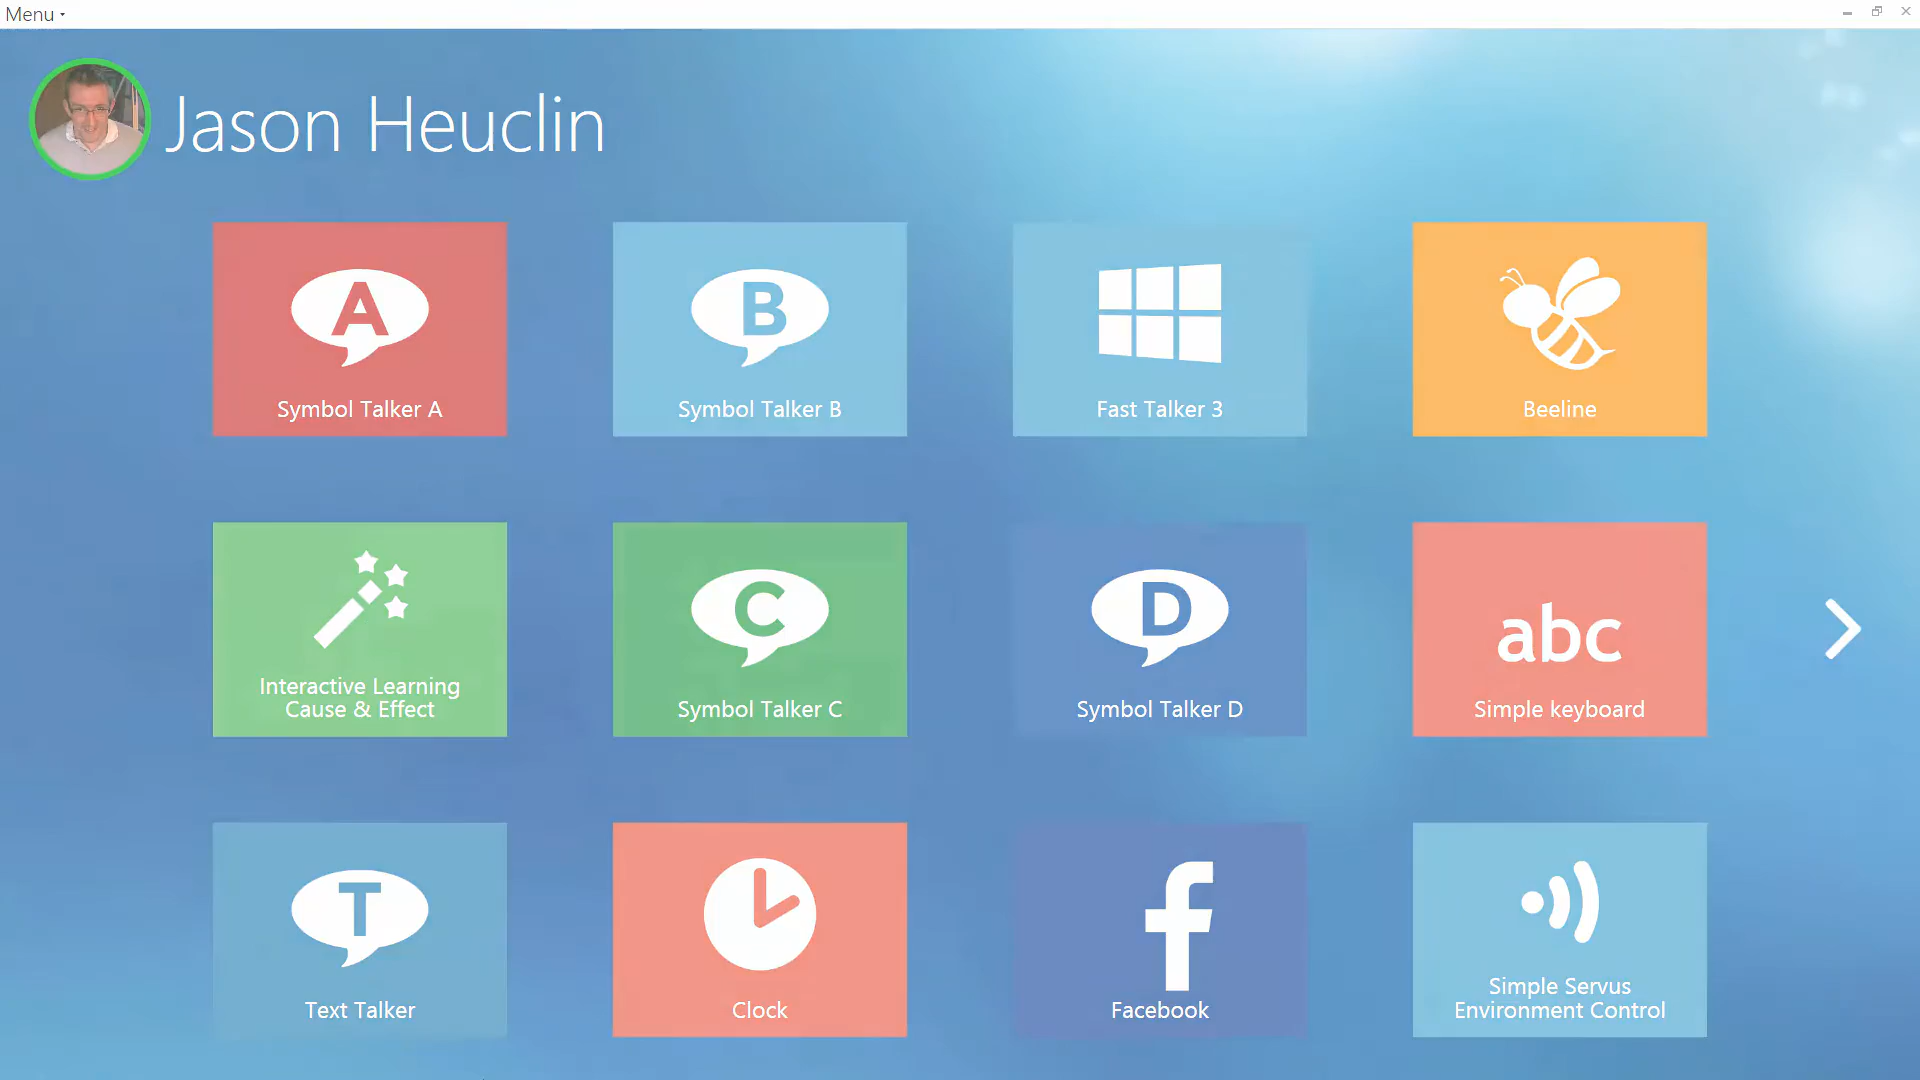 Menu
Jason Heuclin
A
Symbol Talker A
B
Symbol Talker B
Fast Talker 3
Beeline
Interactive Learning
Cause & Effect
C
Symbol Talker C
D
Symbol Talker D
abc
Simple keyboard
T
Text Talker
Clock
f
Facebook
Simple Servus
Environment Control